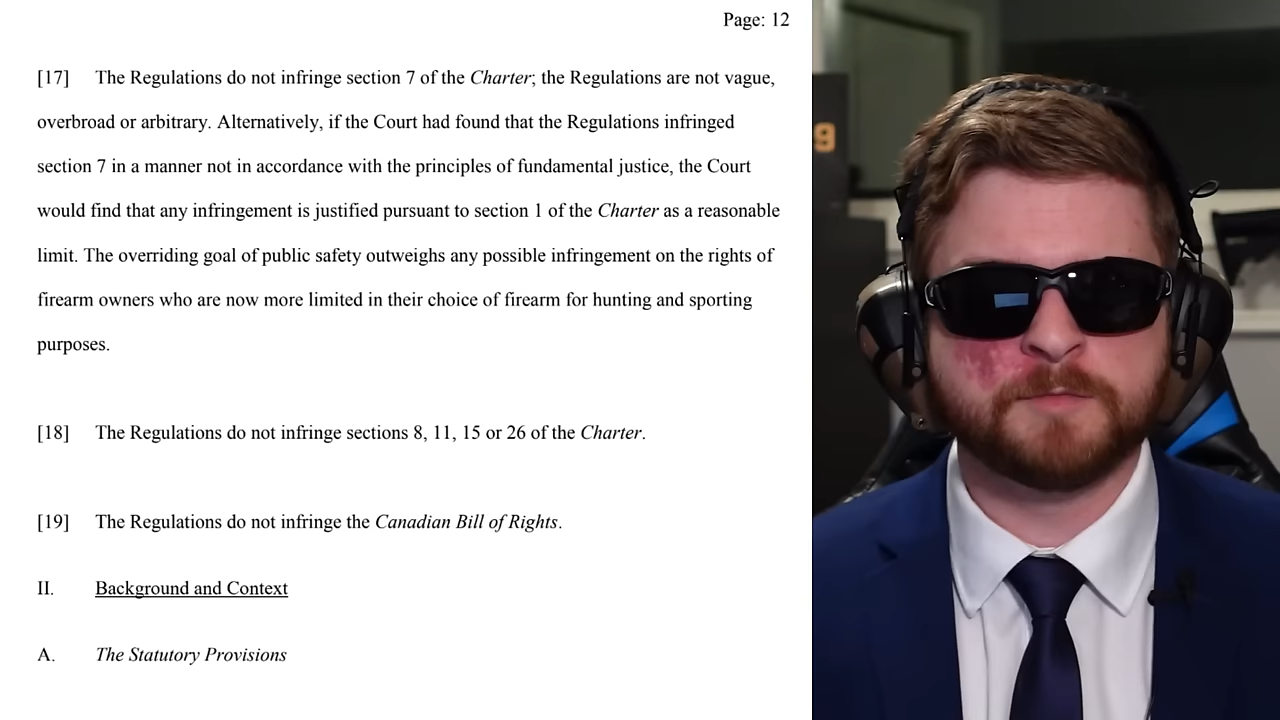 Page: 12
[17] The Regulations do not infringe section 7 of the Charter; the Regulations are not vague,
overbroad or arbitrary. Alternatively, if the Court had found that the Regulations infringed
section 7 in a manner not in accordance with the principles of fundamental justice, the Court
would find that any infringement is justified pursuant to section 1 of the Charter as a reasonable
limit. The overriding goal of public safety outweighs any possible infringement on the rights of
firearm owners who are now more limited in their choice of firearm for hunting and sporting
purposes.
[18] The Regulations do not infringe sections 8, 11, 15 or 26 of the Charter.
[19] The Regulations do not infringe the Canadian Bill of Rights.
II. Background and Context
A. The Statutory Provisions
9